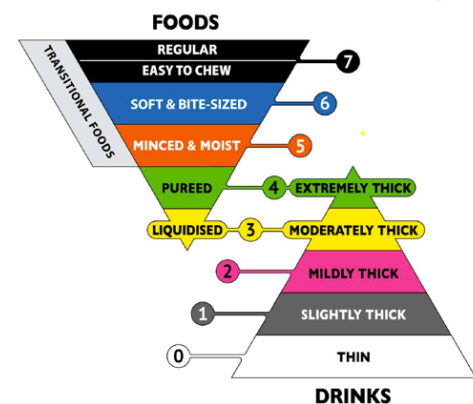 FOODS
REGULAR
7
EASY TO CHEW
TRANSITIONAL FOODS
SOFT & BITE-SIZED 6
MINCED & MOIST 5
PUREED 4 EXTREMELY THICK
LIQUIDISED 3 MODERATELY THICK
2 MILDLY THICK
1 SLIGHTLY THICK
0 THIN
DRINKS